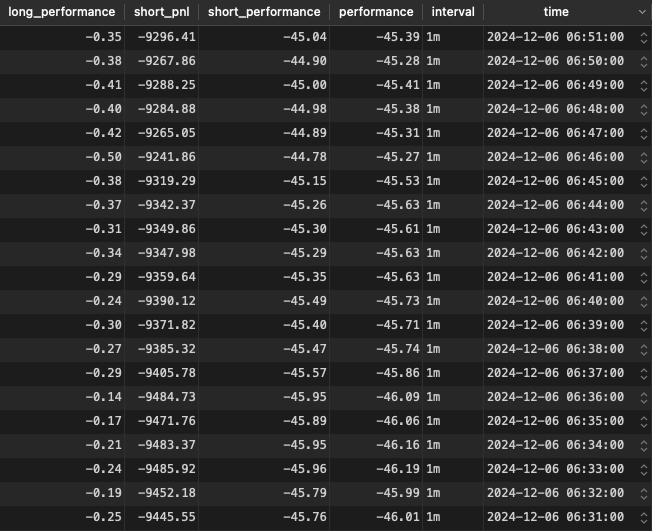 long_performance short_pnl short_performance performance interval time
-0.35 -9296.41 -45.04 -45.39 1m 2024-12-06 06:51:00
-0.38 -9267.86 -44.90 -45.28 1m 2024-12-06 06:50:00
-0.41 -9288.25 -45.00 -45.41 1m 2024-12-06 06:49:00
-0.40 -9284.88 -44.98 -45.38 1m 2024-12-06 06:48:00
-0.42 -9265.05 -44.89 -45.31 1m 2024-12-06 06:47:00
-0.50 -9241.86 -44.78 -45.27 1m 2024-12-06 06:46:00
-0.38 -9319.29 -45.15 -45.53 1m 2024-12-06 06:45:00
-0.37 -9342.37 -45.26 -45.63 1m 2024-12-06 06:44:00
-0.31 -9349.86 -45.30 -45.61 1m 2024-12-06 06:43:00
-0.34 -9347.98 -45.29 -45.63 1m 2024-12-06 06:42:00
-0.29 -9359.64 -45.35 -45.63 1m 2024-12-06 06:41:00
-0.24 -9390.12 -45.49 -45.73 1m 2024-12-06 06:40:00
-0.30 -9371.82 -45.40 -45.71 1m 2024-12-06 06:39:00
-0.27 -9385.32 -45.47 -45.74 1m 2024-12-06 06:38:00
-0.29 -9405.78 -45.57 -45.86 1m 2024-12-06 06:37:00
-0.14 -9484.73 -45.95 -46.09 1m 2024-12-06 06:36:00
-0.17 -9471.76 -45.89 -46.06 1m 2024-12-06 06:35:00
-0.21 -9483.37 -45.95 -46.16 1m 2024-12-06 06:34:00
-0.24 -9485.92 -45.96 -46.19 1m 2024-12-06 06:33:00
-0.19 -9452.18 -45.79 -45.99 1m 2024-12-06 06:32:00
-0.25 -9445.55 -45.76 -46.01 1m 2024-12-06 06:31:00